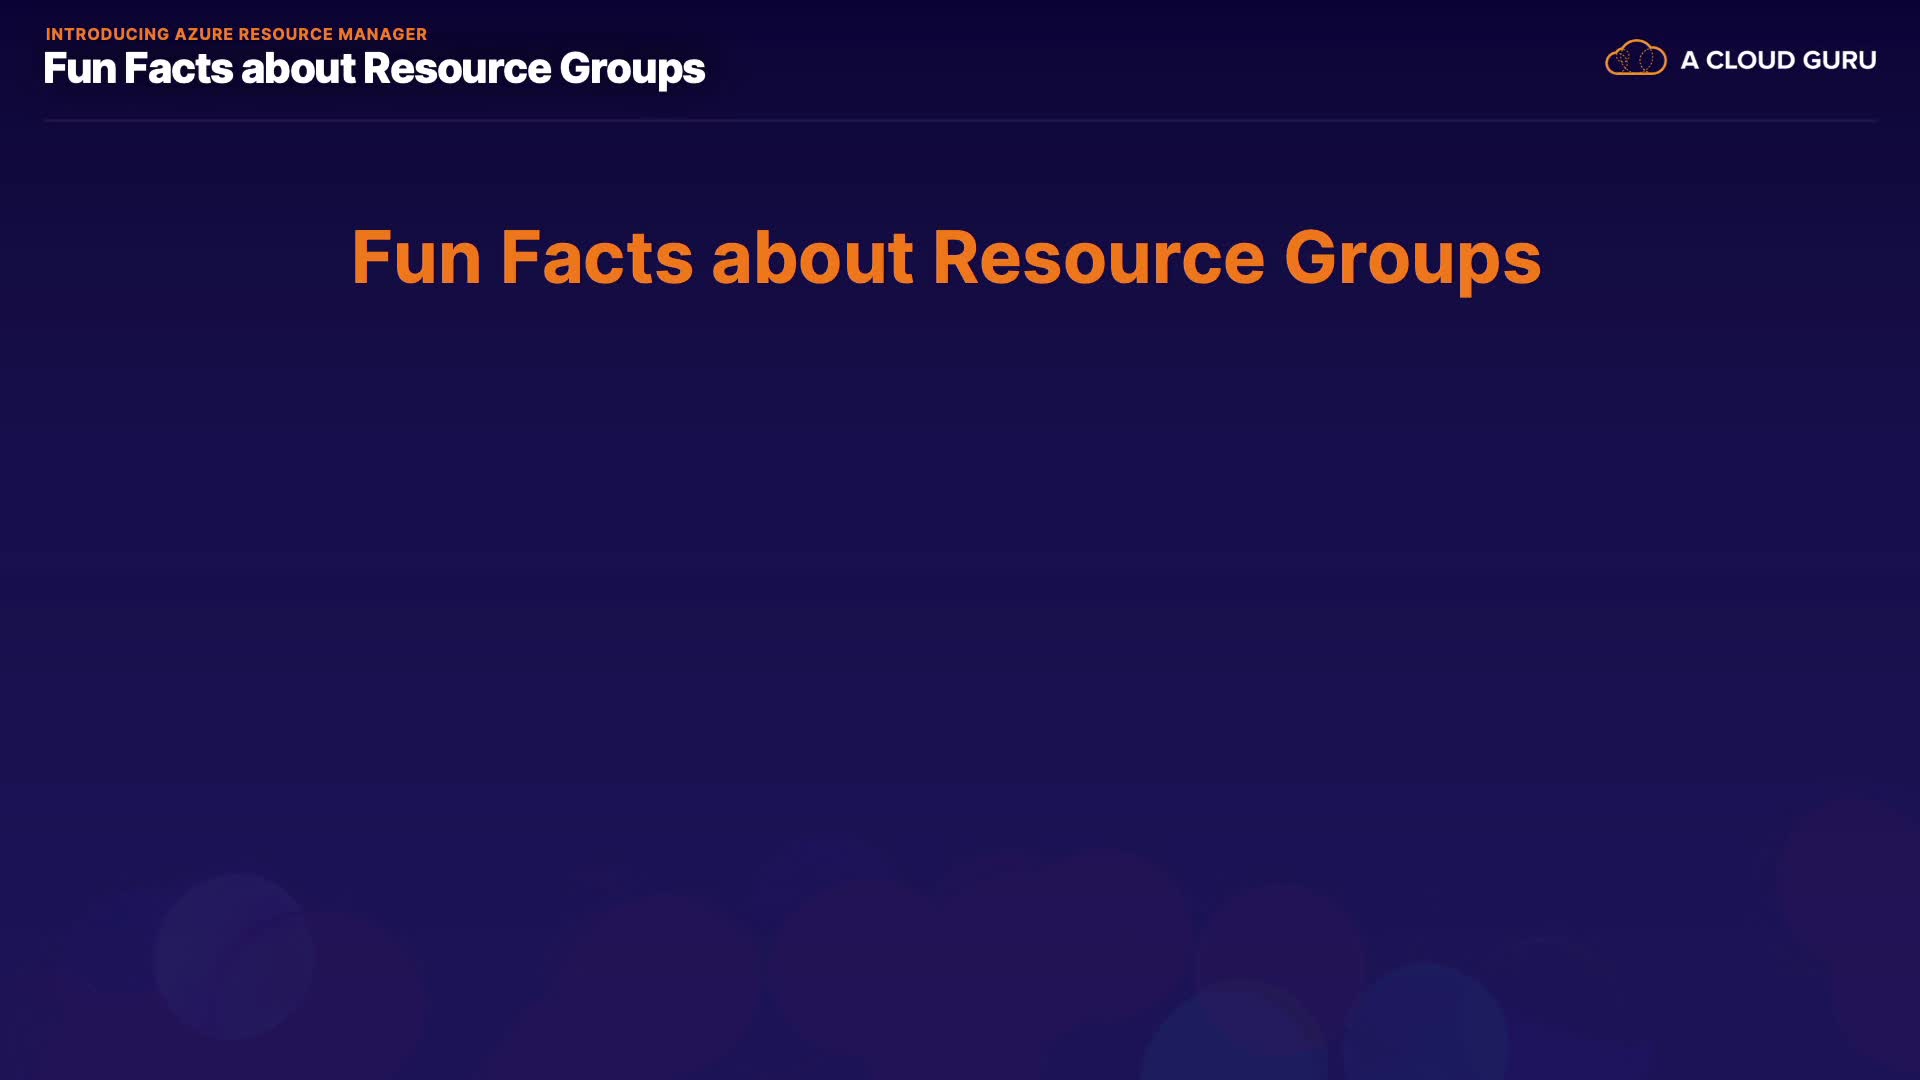 INTRODUCING AZURE RESOURCE MANAGER
Fun Facts about Resource Groups
A CLOUD GURU
Fun Facts about Resource Groups